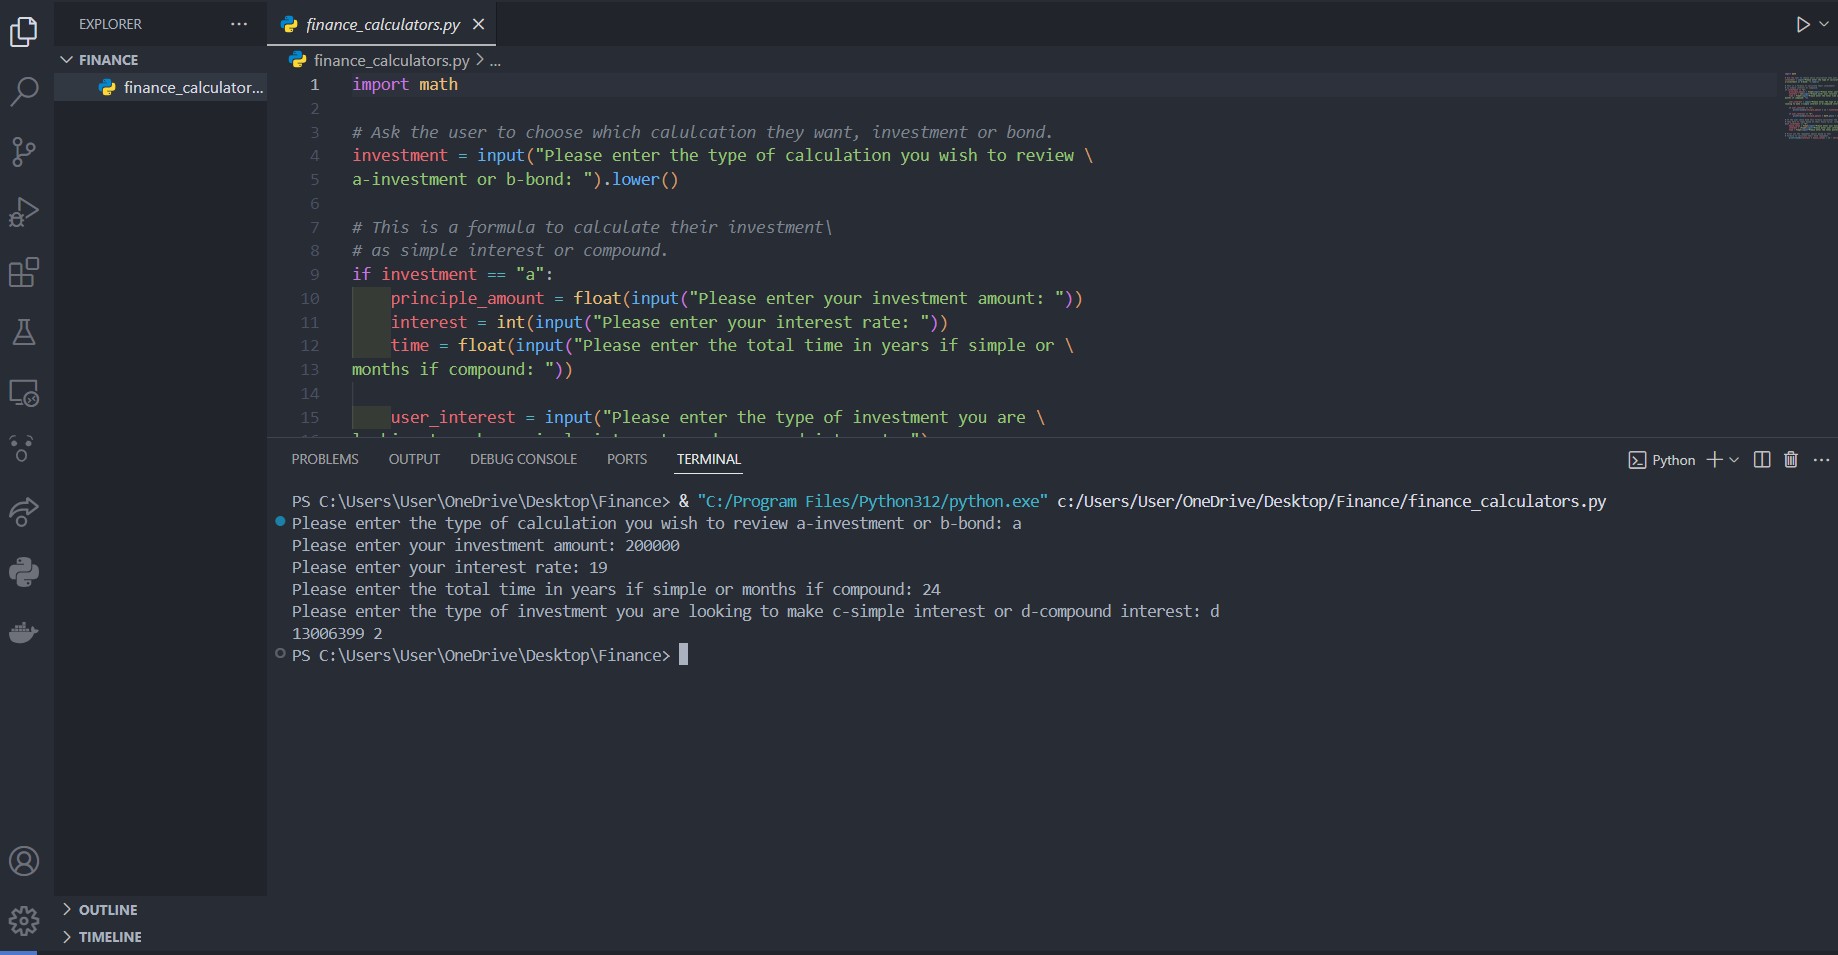 EXPLORER
FINANCE
finance_calculator...
finance_calculators.py
finance_calculators.py > ...
1 import math
2
3 # Ask the user to choose which calulcation they want, investment or bond.
4 investment = input("Please enter the type of calculation you wish to review \
5 a-investment or b-bond: ").lower()
6
7 # This is a formula to calculate their investment\
8 # as simple interest or compound.
9 if investment == "a":
10 principle_amount = float(input("Please enter your investment amount: "))
11 interest = int(input("Please enter your interest rate: "))
12 time = float(input("Please enter the total time in years if simple or \
13 months if compound: "))
14
15 user_interest = input("Please enter the type of investment you are \
PROBLEMS OUTPUT DEBUG CONSOLE PORTS TERMINAL
Python
PS C:\Users\User\OneDrive\Desktop\Finance> & "C:/Program Files/Python312/python.exe" c:/Users/User/OneDrive/Desktop/Finance/finance_calculators.py
Please enter the type of calculation you wish to review a-investment or b-bond: a
Please enter your investment amount: 200000
Please enter your interest rate: 19
Please enter the total time in years if simple or months if compound: 24
Please enter the type of investment you are looking to make c-simple interest or d-compound interest: d
13006399 2
PS C:\Users\User\OneDrive\Desktop\Finance>
OUTLINE
TIMELINE